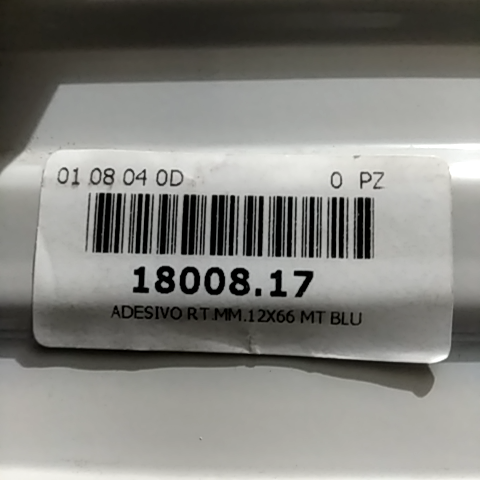 01 08 04 0D 0 PZ
18008.17
ADESIVO RT.MM.12X66 MT BLU